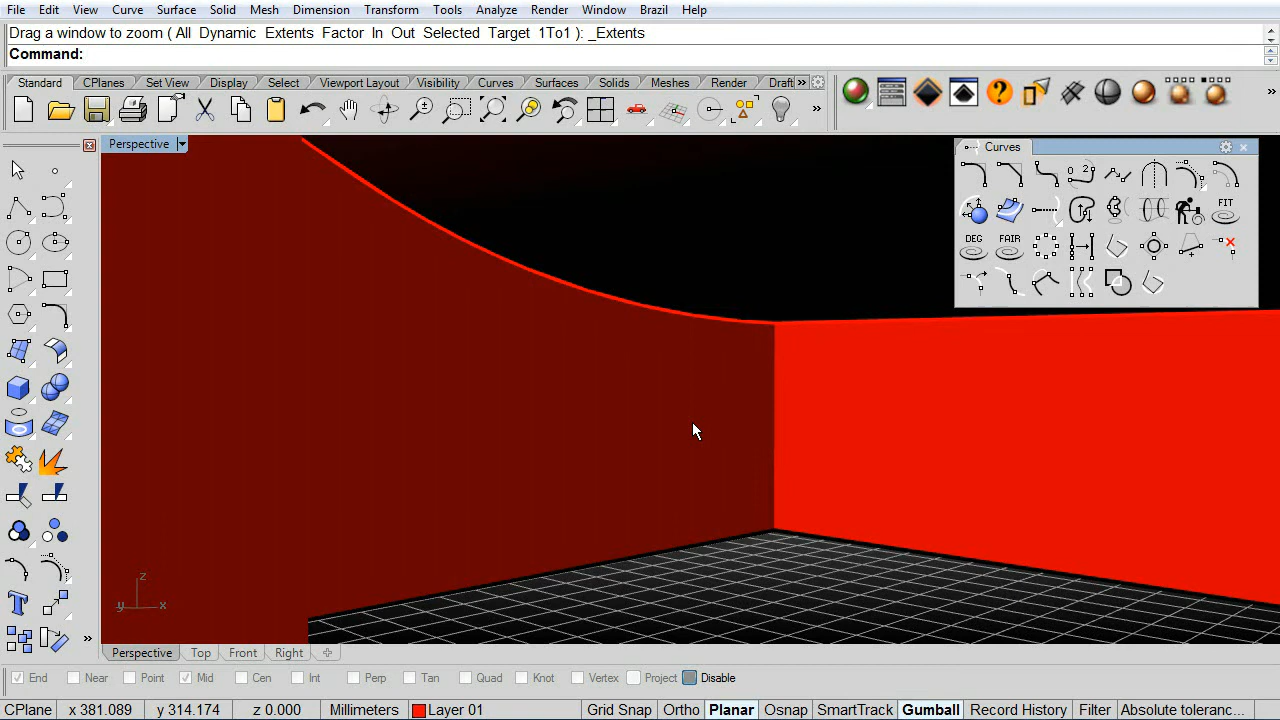 File Edit View Curve Surface Solid Mesh Dimension Transform Tools Analyze Render Window Brazil Help
Drag a window to zoom ( All Dynamic Extents Factor In Out Selected Target 1To1 ): _Extents
Command:
Standard CPlanes Set View Display Select Viewport Layout Visibility Curves Surfaces Solids Meshes Render Draft
Perspective
Curves
0 2
FIT
DEG FAIR
z
y x
Perspective Top Front Right
End Near Point Mid Cen Int Perp Tan Quad Knot Vertex Project Disable
CPlane x 381.089 y 314.174 z 0.000 Millimeters Layer 01 Grid Snap Ortho Planar Osnap SmartTrack Gumball Record History Filter Absolute toleranc...